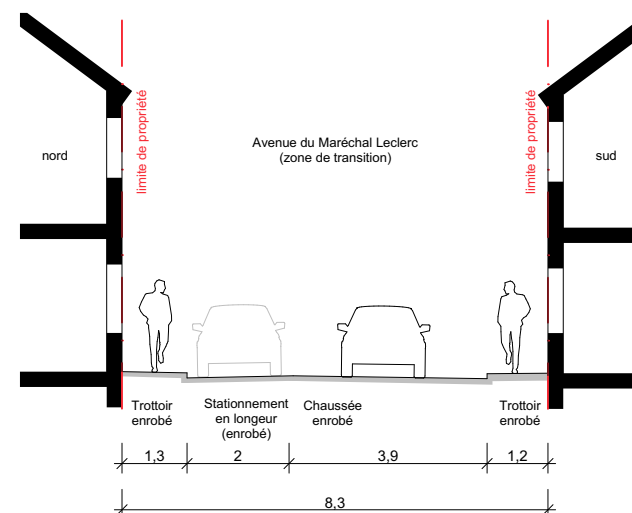 Avenue du Maréchal Leclerc
(zone de transition)
nord
limite de propriété
limite de propriété
sud
Trottoir
enrobé
Stationnement
en longeur
(enrobé)
Chaussée
enrobé
Trottoir
enrobé
1,3
2
3,9
1,2
8,3